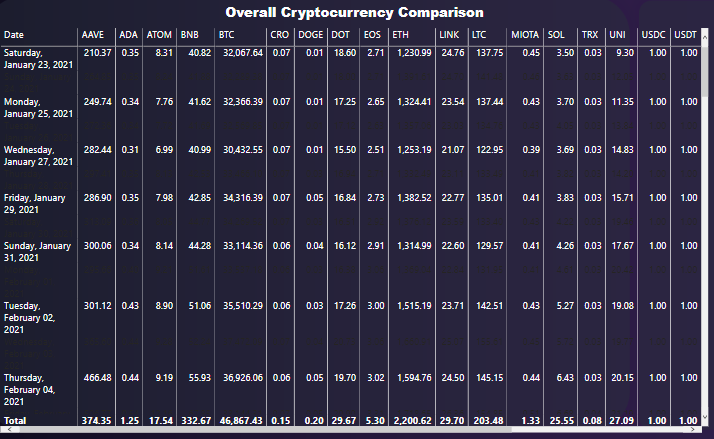 Overall Cryptocurrency Comparison
Date AAVE ADA ATOM BNB BTC CRO DOGE DOT EOS ETH LINK LTC MIOTA SOL TRX UNI USDC USDT
Saturday, 210.37 0.35 8.31 40.82 32,067.64 0.07 0.01 18.60 2.71 1,230.99 24.76 137.75 0.45 3.50 0.03 9.30 1.00 1.00
January 23, 2021
Monday, 249.74 0.34 7.76 41.62 32,366.39 0.07 0.01 17.25 2.65 1,324.41 23.54 137.44 0.43 3.70 0.03 11.35 1.00 1.00
January 25, 2021
Wednesday, 282.44 0.31 6.99 40.99 30,432.55 0.07 0.01 15.50 2.51 1,253.19 21.07 122.95 0.39 3.69 0.03 14.83 1.00 1.00
January 27, 2021
Friday, January 286.90 0.35 7.98 42.85 34,316.39 0.07 0.05 16.84 2.73 1,382.52 22.77 135.01 0.41 3.83 0.03 15.71 1.00 1.00
29, 2021
Sunday, January 300.06 0.34 8.14 44.28 33,114.36 0.06 0.04 16.12 2.91 1,314.99 22.60 129.57 0.41 4.26 0.03 17.67 1.00 1.00
31, 2021
Tuesday, 301.12 0.43 8.90 51.06 35,510.29 0.06 0.03 17.26 3.00 1,515.19 23.71 142.51 0.43 5.27 0.03 19.08 1.00 1.00
February 02,
2021
Thursday, 466.48 0.44 9.19 55.93 36,926.06 0.06 0.05 19.70 3.02 1,594.76 24.50 145.15 0.44 6.43 0.03 20.15 1.00 1.00
February 04,
2021
Total 374.35 1.25 17.54 332.67 46,867.43 0.15 0.20 29.67 5.30 2,200.62 29.70 203.48 1.33 25.55 0.08 27.09 1.00 1.00